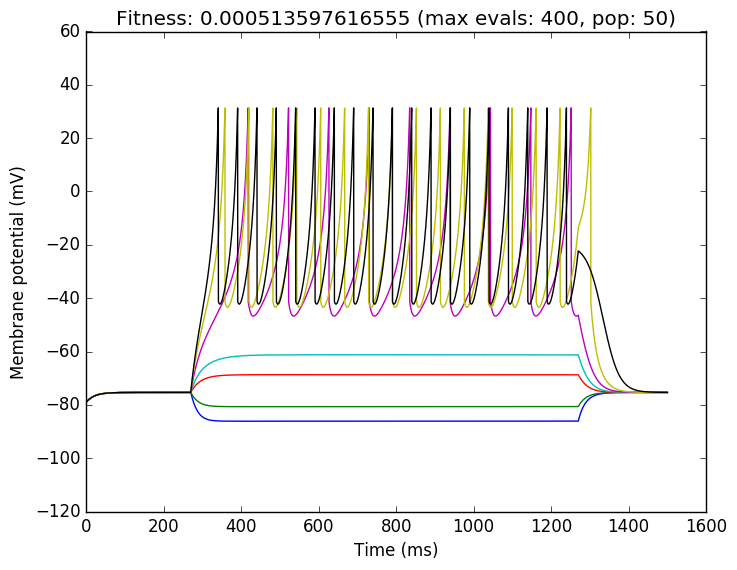 Fitness: 0.000513597616555 (max evals: 400, pop: 50)
60
40
20
0
−20
−40
−60
−80
−100
−120
Membrane potential (mV)
0 200 400 600 800 1000 1200 1400 1600
Time (ms)